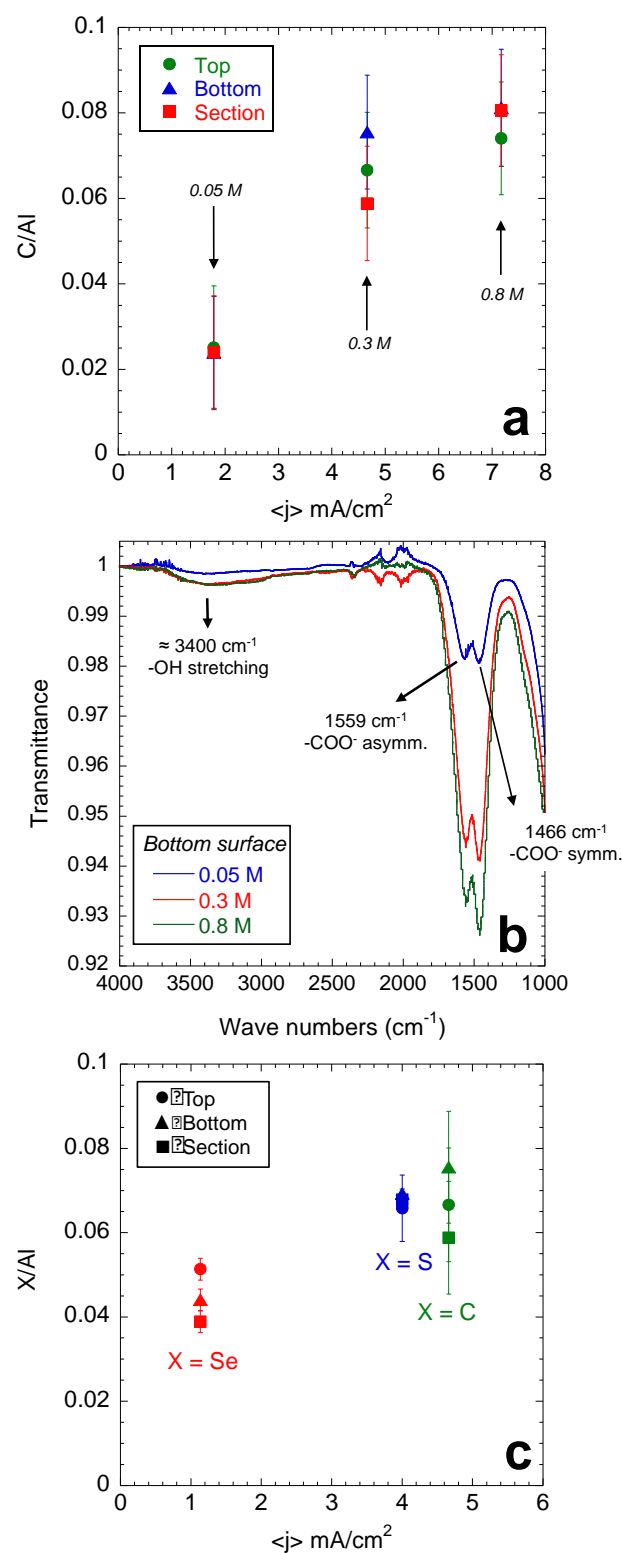 0.1
Top
Bottom
Section
0.08
0.05 M
0.06
C/Al
0.8 M
0.3 M
0.04
0.02
a
0
0 1 2 3 4 5 6 7 8
<j> mA/cm²
1
0.99
≈ 3400 cm⁻¹
-OH stretching
0.98
1559 cm⁻¹
-COO⁻ asymm.
0.97
Transmittance
0.96
0.95
1466 cm⁻¹
-COO⁻ symm.
Bottom surface
0.05 M
0.94
0.3 M
0.8 M
0.93
b
0.92
4000 3500 3000 2500 2000 1500 1000
Wave numbers (cm⁻¹)
0.1
Top
Bottom
Section
0.08
0.06
X/Al
X = S
X = C
0.04
X = Se
0.02
c
0
0 1 2 3 4 5 6
<j> mA/cm²